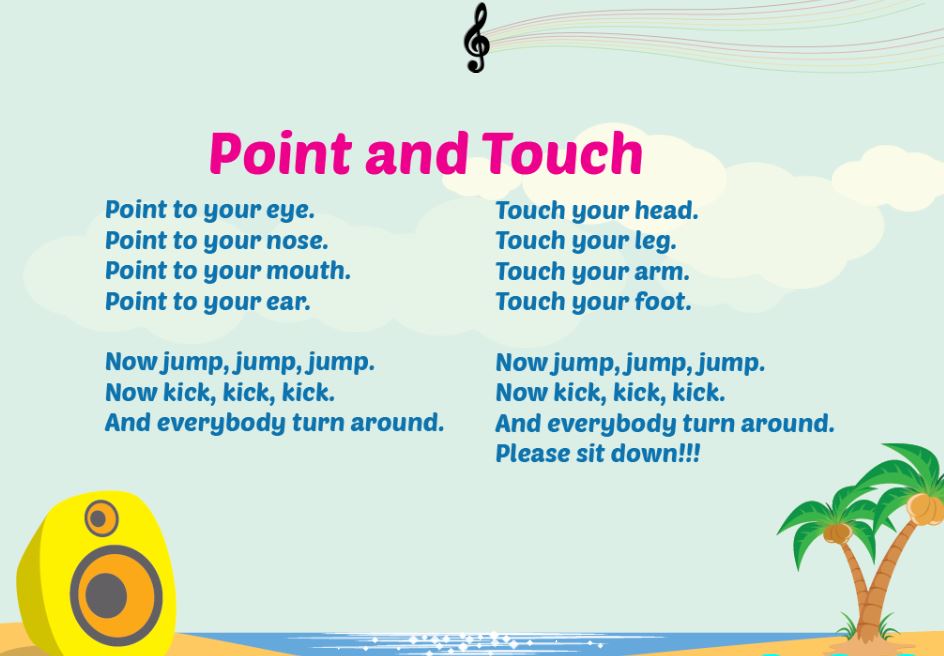 Point and Touch
Point to your eye.
Point to your nose.
Point to your mouth.
Point to your ear.
Now jump, jump, jump.
Now kick, kick, kick.
And everybody turn around.
Touch your head.
Touch your leg.
Touch your arm.
Touch your foot.
Now jump, jump, jump.
Now kick, kick, kick.
And everybody turn around.
Please sit down!!!